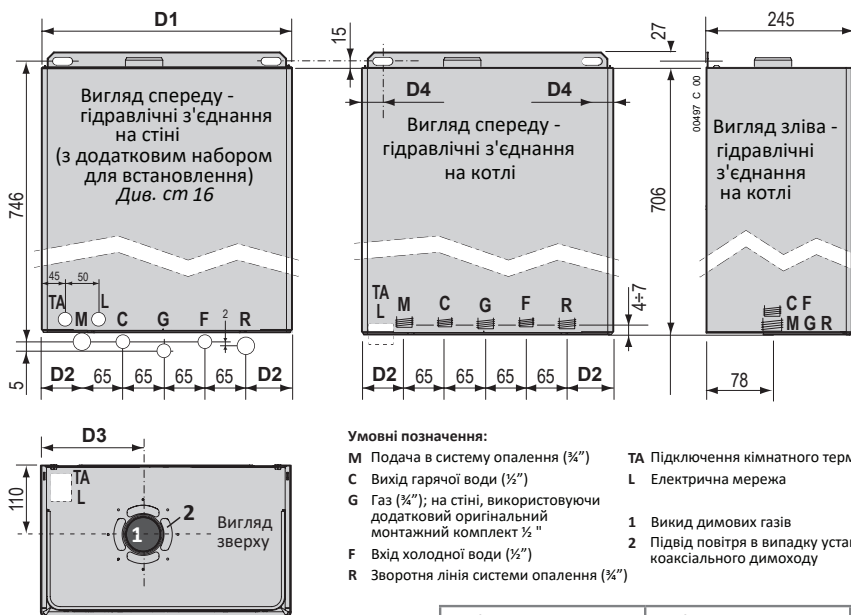 D1
15
27
245
D4
D4
Вигляд спереду -
гідравлічні з'єднання
на стіні
(з додатковим набором
для встановлення)
Див. ст 16
Вигляд спереду -
гідравлічні з'єднання
на котлі
00497 C 00
Вигляд зліва -
гідравлічні
з'єднання
на котлі
746
706
45
50
TA
L
M
C
G
F
R
2
TA
L
M
C
G
F
R
4÷7
C F
M G R
5
D2
65
65
65
65
D2
D2
65
65
65
65
D2
78
D3
110
TA
L
1
2
Вигляд
зверху
Умовні позначення:
M Подача в систему опалення (¾”)
C Вихід гарячої води (½”)
G Газ (¾”); на стіні, використовуючи
додатковий оригінальний
монтажний комплект ½ "
F Вхід холодної води (½”)
R Зворотня лінія системи опалення (¾”)
TA Підключення кімнатного
L Електрична мережа
1 Викид димових газів
2 Підвід повітря в випадку
коаксіального димоходу